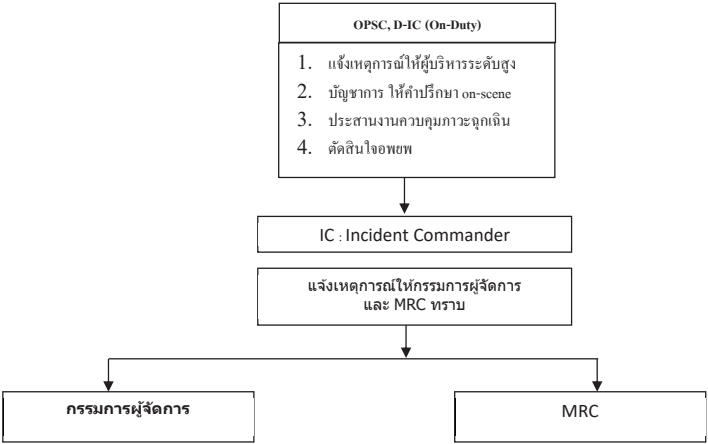 OPSC, D-IC (On-Duty)
1. แจ้งเหตุการณ์ให้ผู้บริหารระดับสูง
2. บัญชาการ ให้คำปรึกษา on-scene
3. ประสานงานควบคุมภาวะฉุกเฉิน
4. ตัดสินใจอพยพ
IC : Incident Commander
แจ้งเหตุการณ์ให้กรรมการผู้จัดการ
และ MRC ทราบ
กรรมการผู้จัดการ
MRC